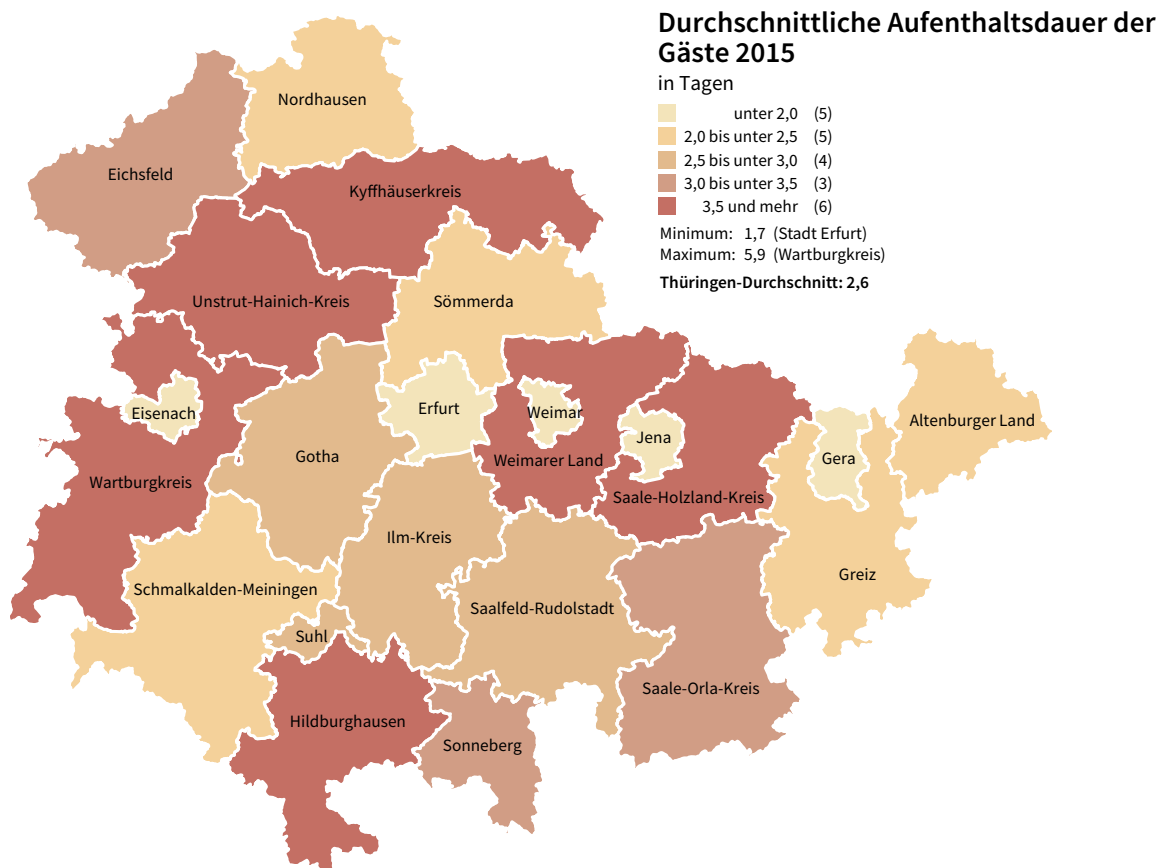 Durchschnittliche Aufenthaltsdauer der
Gäste 2015
in Tagen
unter 2,0 (5)
2,0 bis unter 2,5 (5)
2,5 bis unter 3,0 (4)
3,0 bis unter 3,5 (3)
3,5 und mehr (6)
Minimum: 1,7 (Stadt Erfurt)
Maximum: 5,9 (Wartburgkreis)
Thüringen-Durchschnitt: 2,6
Nordhausen
Eichsfeld
Kyffhäuserkreis
Unstrut-Hainich-Kreis
Sömmerda
Eisenach
Erfurt
Weimar
Jena
Altenburger Land
Gotha
Weimarer Land
Gera
Wartburgkreis
Saale-Holzland-Kreis
Ilm-Kreis
Greiz
Schmalkalden-Meiningen
Saalfeld-Rudolstadt
Suhl
Saale-Orla-Kreis
Hildburghausen
Sonneberg